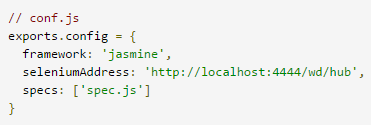 // conf.js
exports.config = {
  framework: 'jasmine',
  seleniumAddress: 'http://localhost:4444/wd/hub',
  specs: ['spec.js']
}